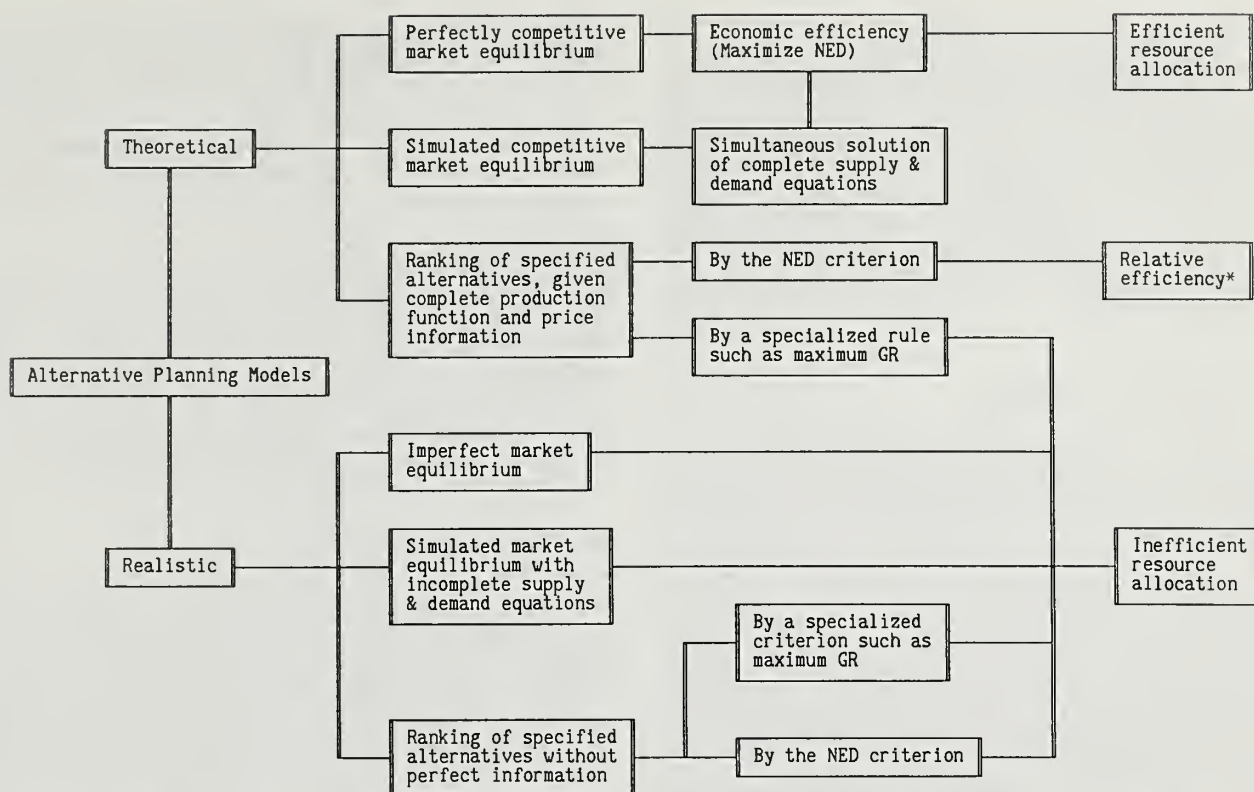 Perfectly competitive
market equilibrium
Economic efficiency
(Maximize NED)
Efficient
resource
allocation
Theoretical
Simulated competitive
market equilibrium
Simultaneous solution
of complete supply &
demand equations
Ranking of specified
alternatives, given
complete production
function and price
information
By the NED criterion
Relative
efficiency*
By a specialized rule
such as maximum GR
Alternative Planning Models
Imperfect market
equilibrium
Realistic
Simulated market
equilibrium with
incomplete supply
& demand equations
Inefficient
resource
allocation
By a specialized
criterion such as
maximum GR
Ranking of specified
alternatives without
perfect information
By the NED criterion